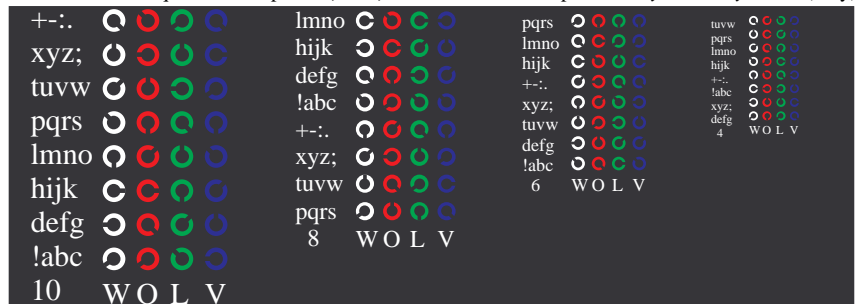 +-:.
xyz;
tuvw
pqrs
lmno
hijk
defg
!abc
10 W O L V
lmno
hijk
defg
!abc
+-:.
xyz;
tuvw
pqrs
8 W O L V
pqrs
lmno
hijk
+-:.
xyz;
tuvw
defg
!abc
6 W O L V
tuvw
pqrs
lmno
hijk
+-:.
!abc
xyz;
defg
4 W O L V